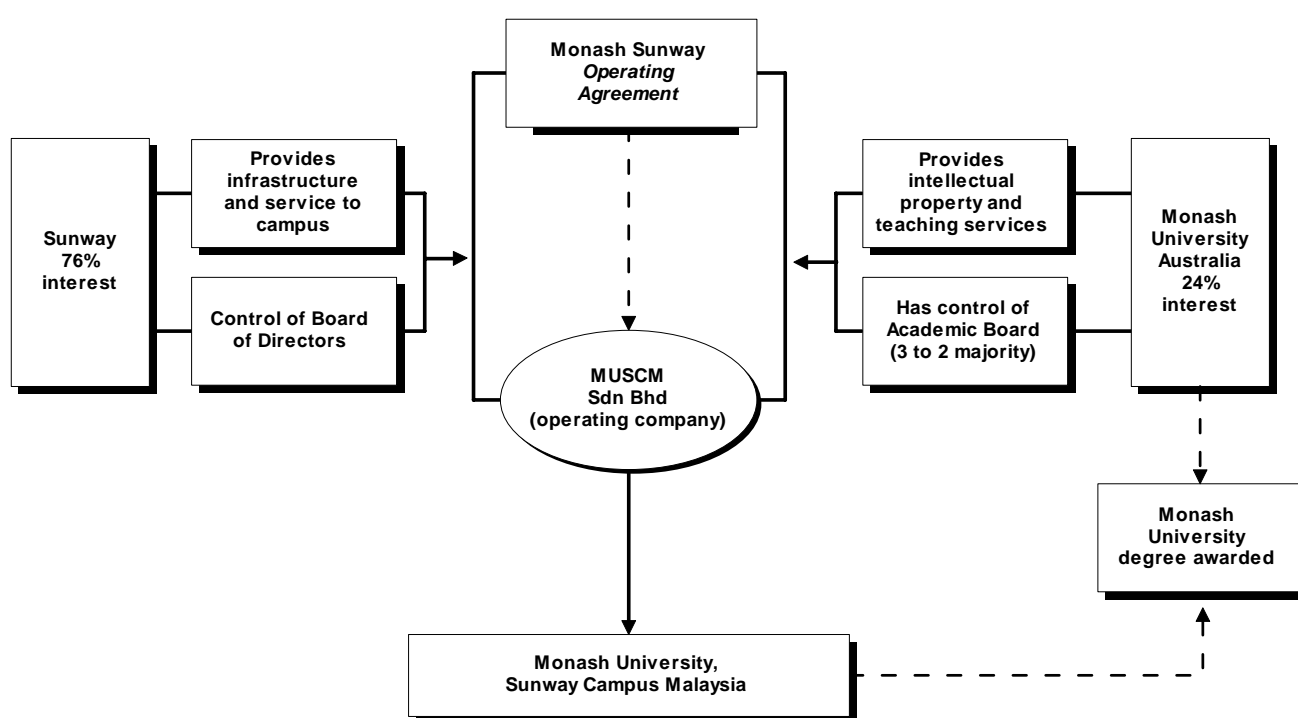 Monash Sunway
Operating
Agreement
Sunway
76%
interest
Provides
infrastructure
and service to
campus
Control of Board
of Directors
Provides
intellectual
property and
teaching services
Has control of
Academic Board
(3 to 2 majority)
Monash
University
Australia
24%
interest
MUSCM
Sdn Bhd
(operating company)
Monash
University
degree awarded
Monash University,
Sunway Campus Malaysia